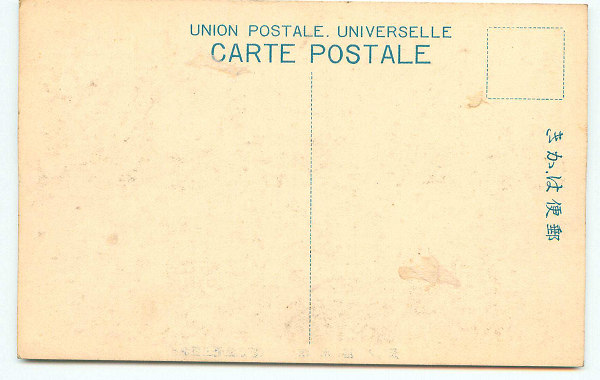 UNION POSTALE. UNIVERSELLE
CARTE POSTALE
郵便はかき